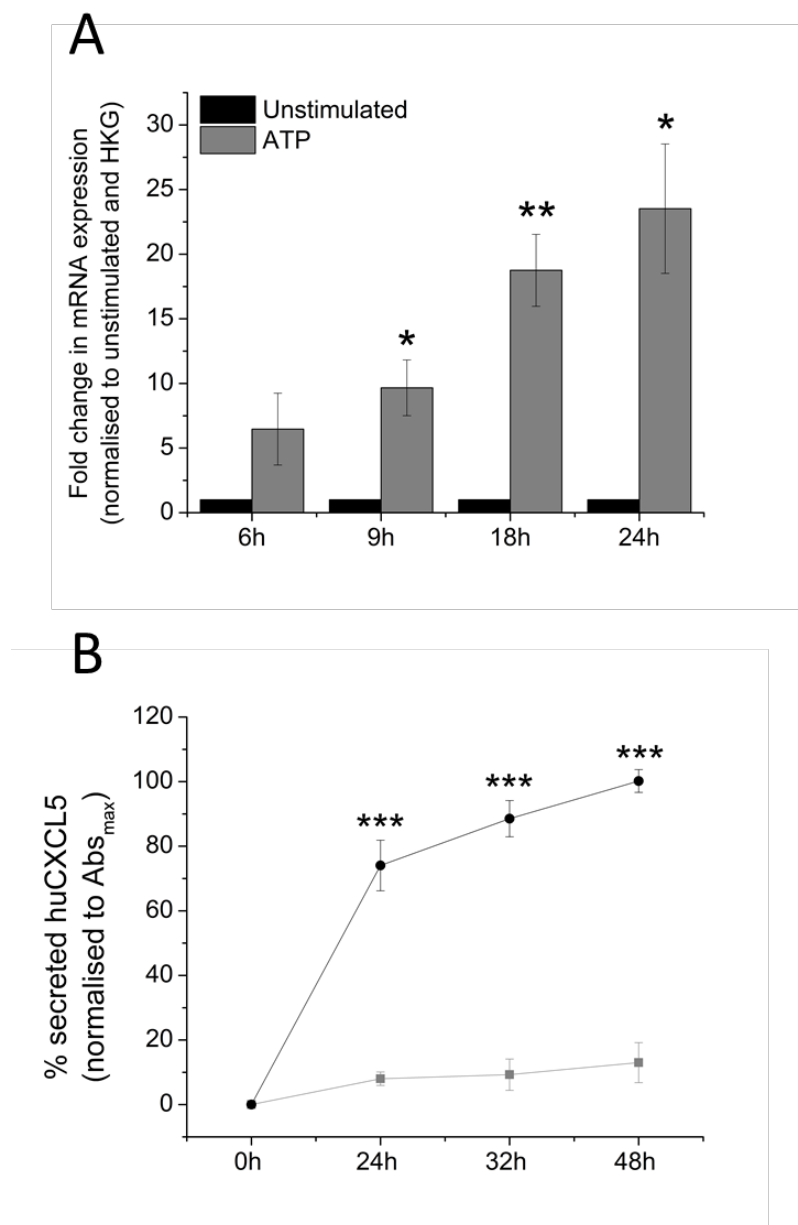 A
Fold change in mRNA expression
(normalised to unstimulated and HKG)
30
25
20
15
10
5
0
Unstimulated
ATP
*
**
*
6h 9h 18h 24h
B
% secreted huCXCL5
(normalised to Absmax)
120
100
80
60
40
20
0
***
***
***
0h 24h 32h 48h